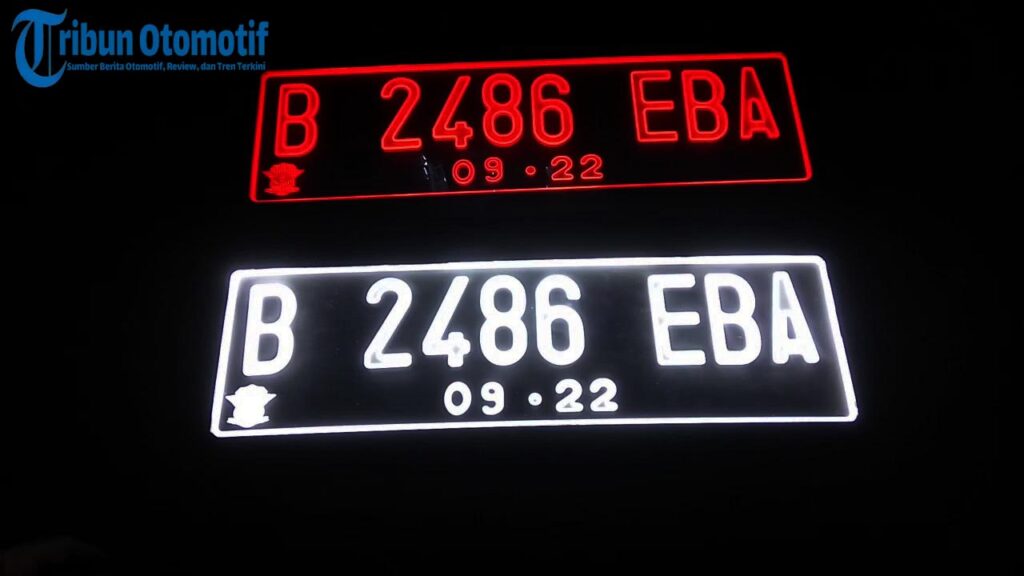 Tribun Otomotif
Sumber Berita Otomotif, Review, dan Tren Terkini
B 2486 EBA
09 · 22
B 2486 EBA
09 · 22